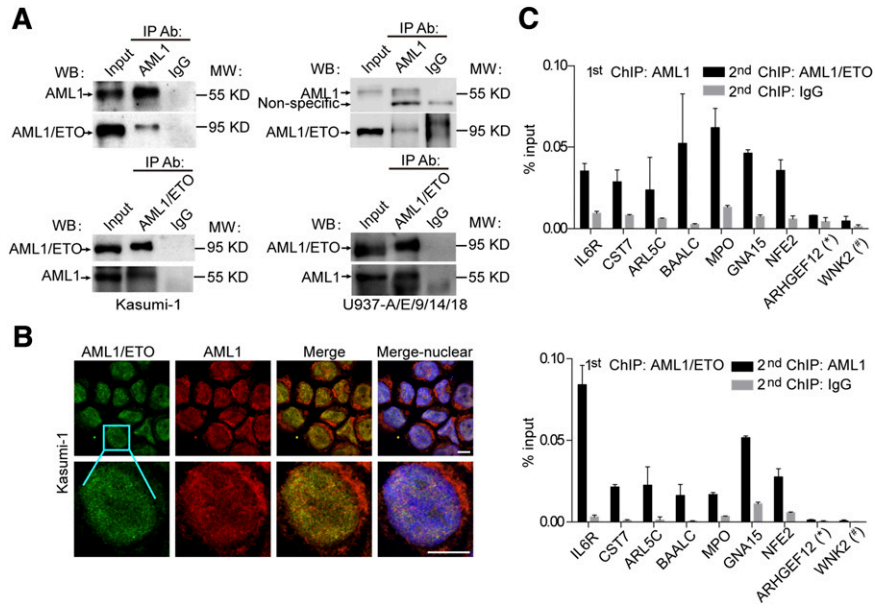 A
IP Ab:
WB: Input AML1 IgG MW:
AML1 55 KD
AML1/ETO 95 KD
IP Ab:
WB: Input AML1 IgG MW:
AML1 55 KD
Non-specific
AML1/ETO 95 KD
IP Ab:
WB: Input AML1/ETO IgG MW:
AML1/ETO 95 KD
AML1 55 KD
Kasumi-1
IP Ab:
WB: Input AML1/ETO IgG MW:
AML1/ETO 95 KD
AML1 55 KD
U937-A/E/9/14/18
B
AML1/ETO AML1 Merge Merge-nuclear
Kasumi-1
C
1st ChIP: AML1
2nd ChIP: AML1/ETO
2nd ChIP: IgG
% input
0.10
0.05
0.00
IL6R CST7 ARL5C BAALC MPO GNA15 NFE2 ARHGEF12 (*) WNK2 (#)
1st ChIP: AML1/ETO
2nd ChIP: AML1
2nd ChIP: IgG
% input
0.10
0.05
0.00
IL6R CST7 ARL5C BAALC MPO GNA15 NFE2 ARHGEF12 (*) WNK2 (#)